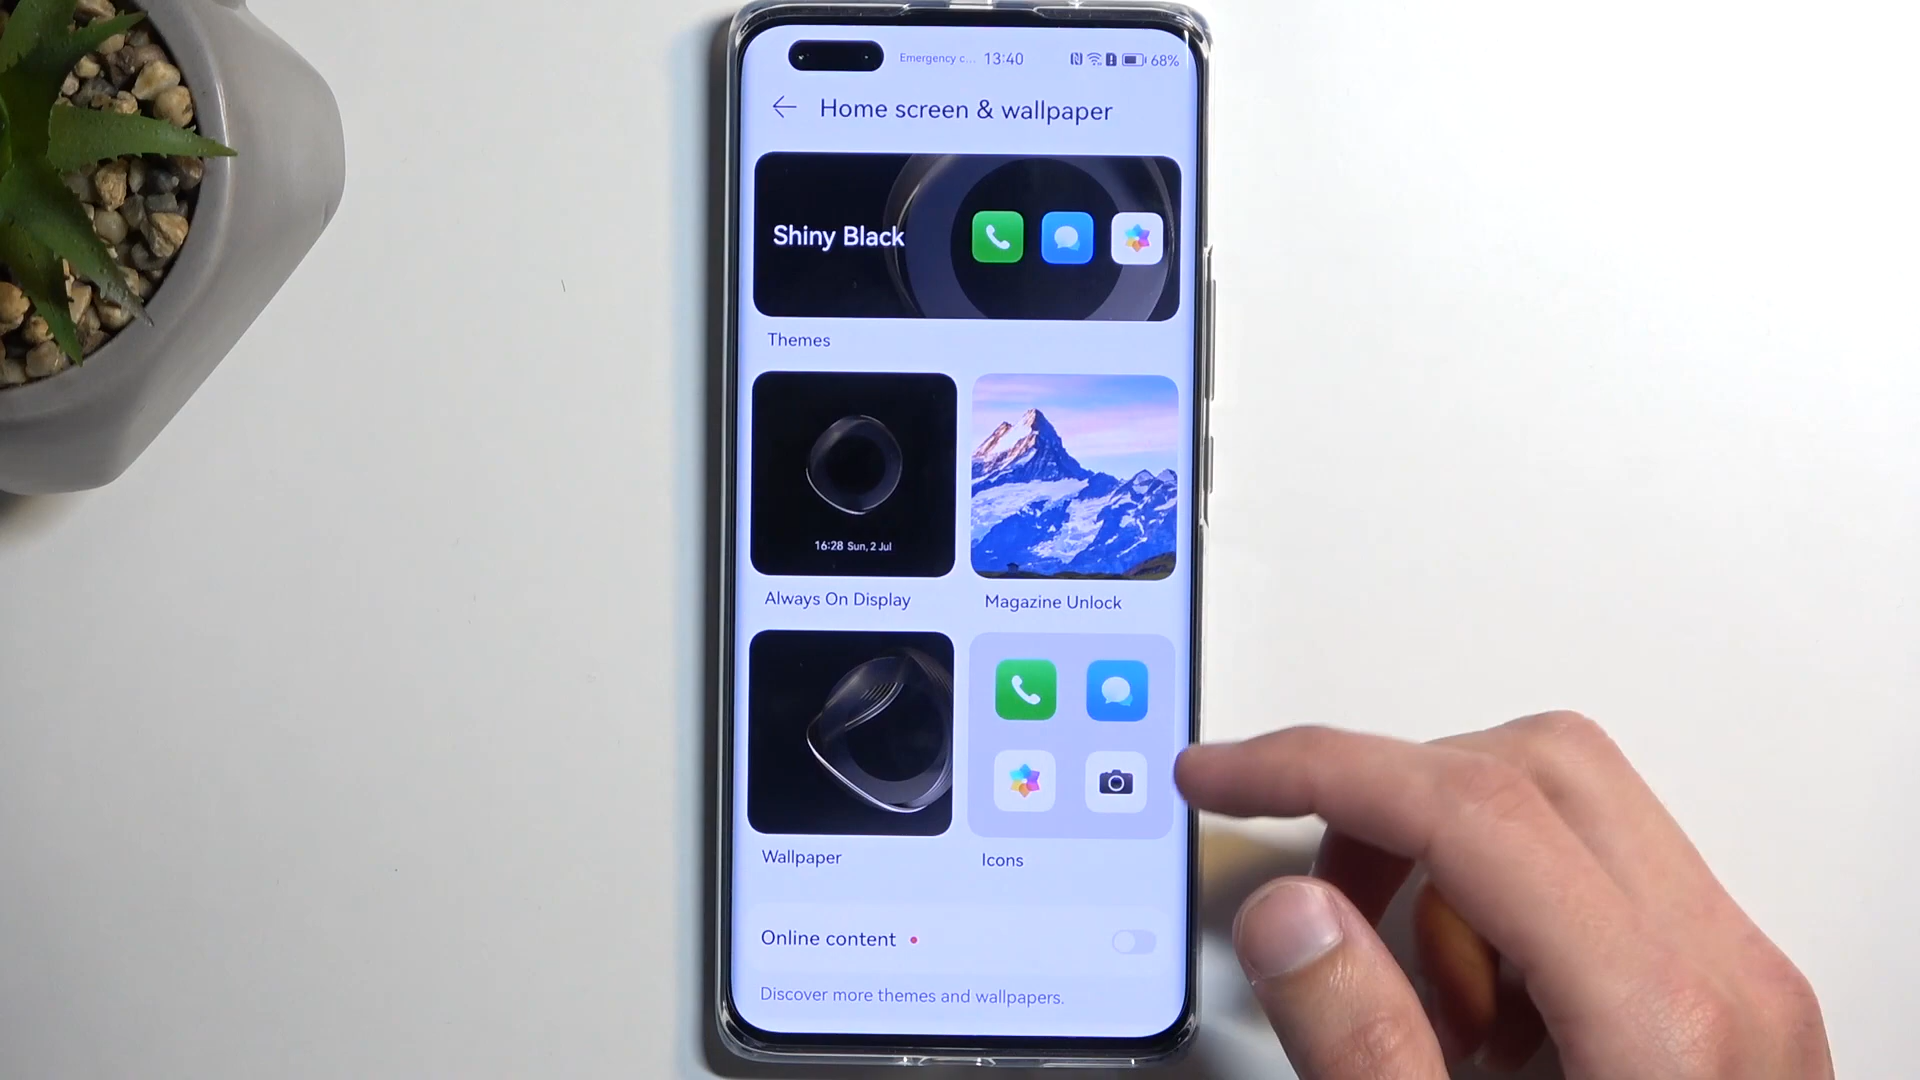 Emergency c... 13:40 68%
Home screen & wallpaper
Shiny Black
Themes
16:28 Sun, 2 Jul
Always On Display
Magazine Unlock
Wallpaper
Icons
Online content
Discover more themes and wallpapers.